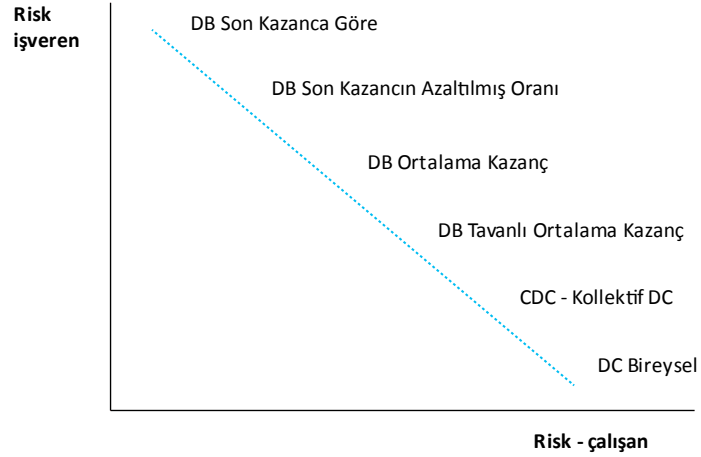 Risk
işveren
DB Son Kazanca Göre
DB Son Kazancın Azaltılmış Oranı
DB Ortalama Kazanç
DB Tavanlı Ortalama Kazanç
CDC - Kollektif DC
DC Bireysel
Risk - çalışan